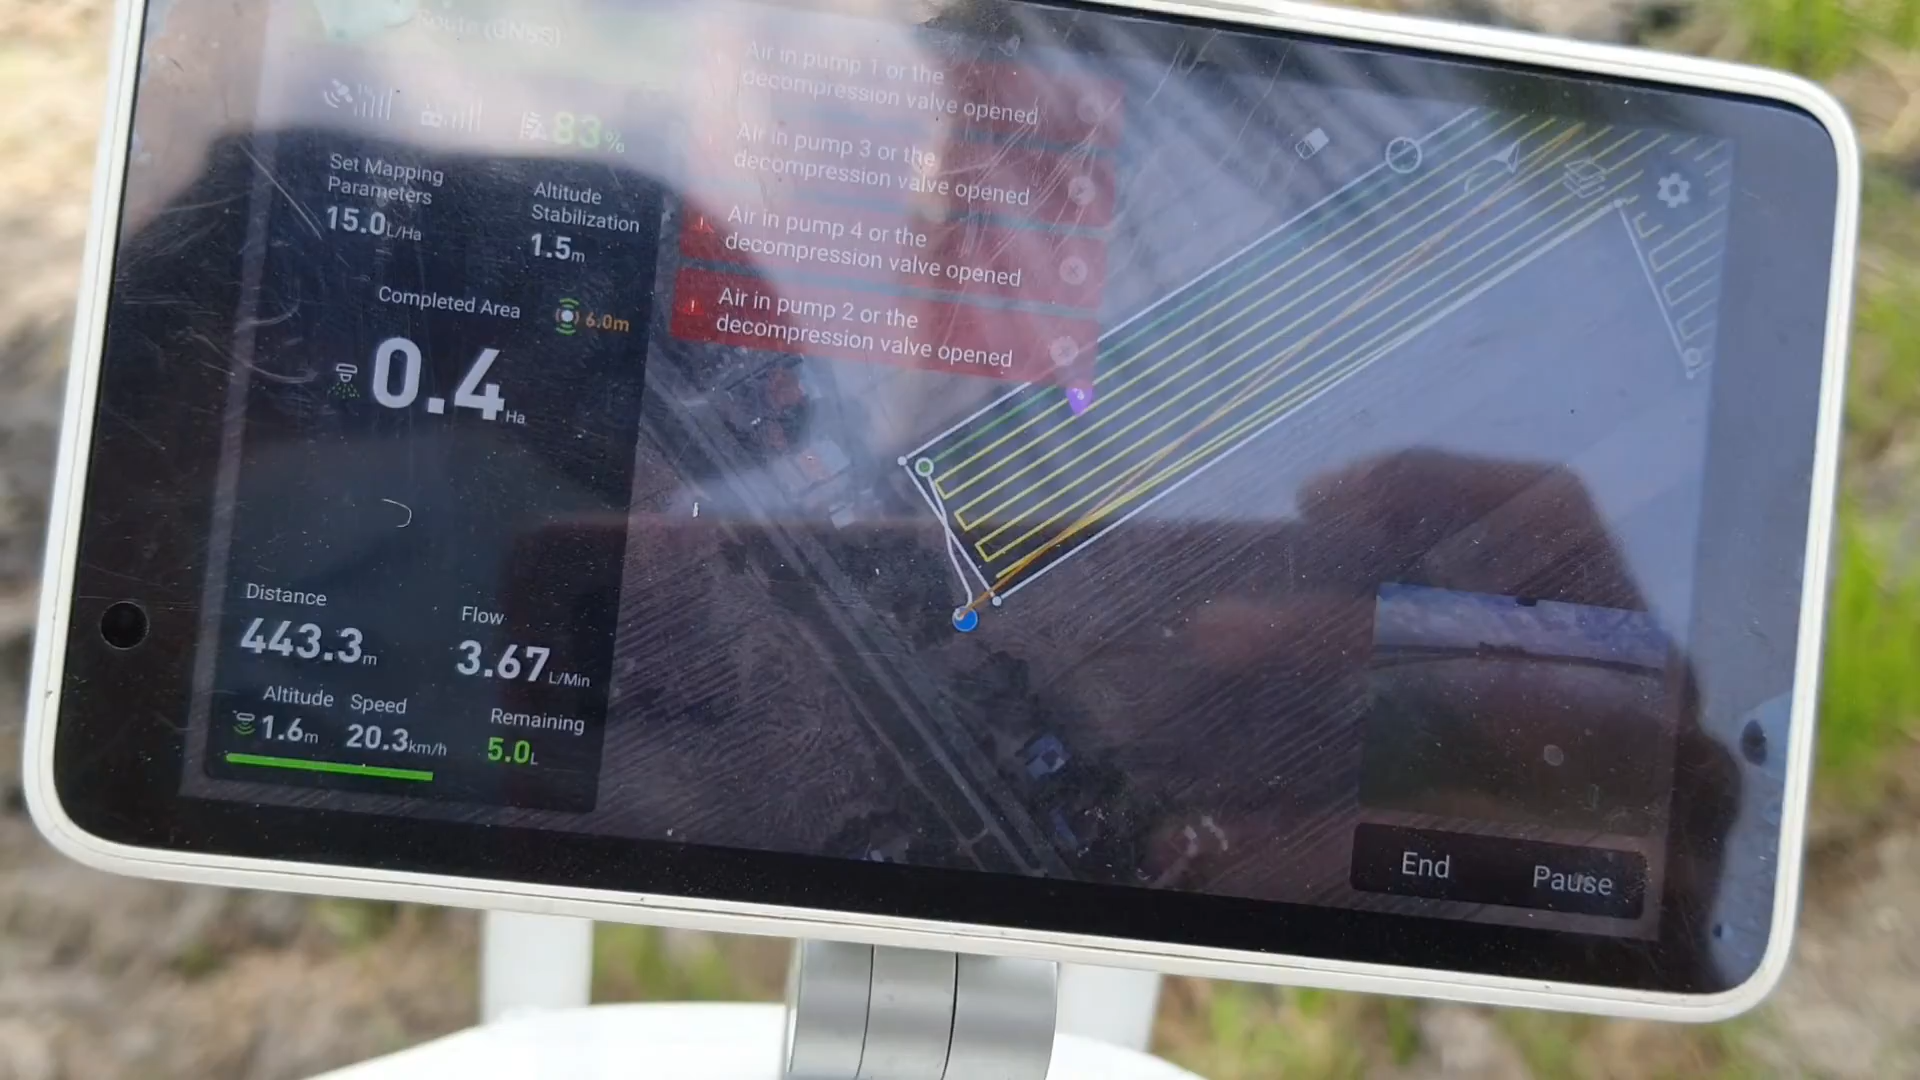 Route (GNSS)
83%
Set Mapping
Parameters
15.0L/Ha
Altitude
Stabilization
1.5m
Completed Area
6.0m
0.4Ha
Distance
443.3m
Flow
3.67L/Min
Altitude
1.6m
Speed
20.3km/h
Remaining
5.0L
Air in pump 1 or the
decompression valve opened
Air in pump 3 or the
decompression valve opened
Air in pump 4 or the
decompression valve opened
Air in pump 2 or the
decompression valve opened
End
Pause